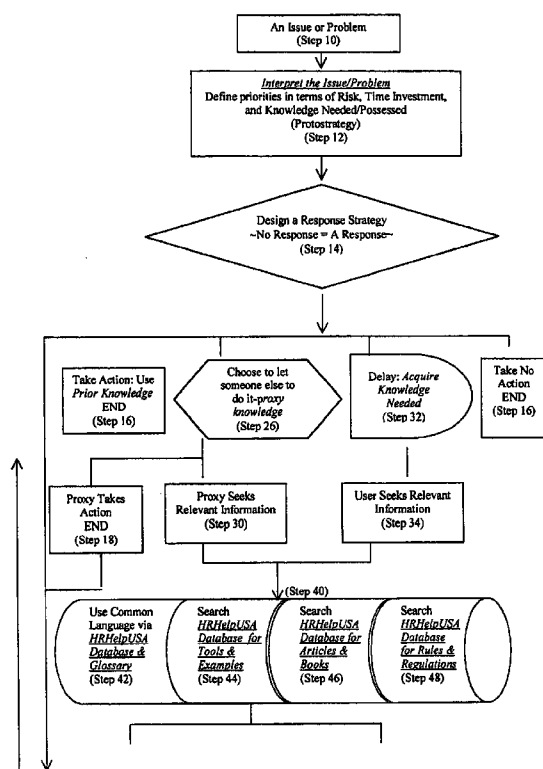 An Issue or Problem
(Step 10)
Interpret the Issue/Problem
Define priorities in terms of Risk, Time Investment,
and Knowledge Needed/Possessed
(Protostrategy)
(Step 12)
Design a Response Strategy
~No Response = A Response~
(Step 14)
Take Action: Use
Prior Knowledge
END
(Step 16)
Choose to let
someone else to
do it-proxy
knowledge
(Step 26)
Delay: Acquire
Knowledge
Needed
(Step 32)
Take No
Action
END
(Step 16)
Proxy Takes
Action
END
(Step 18)
Proxy Seeks
Relevant Information
(Step 30)
User Seeks Relevant
Information
(Step 34)
(Step 40)
Use Common
Language via
HRHelpUSA
Database &
Glossary
(Step 42)
Search
HRHelpUSA
Database for
Tools &
Examples
(Step 44)
Search
HRHelpUSA
Database for
Articles &
Books
(Step 46)
Search
HRHelpUSA
Database
for Rules &
Regulations
(Step 48)